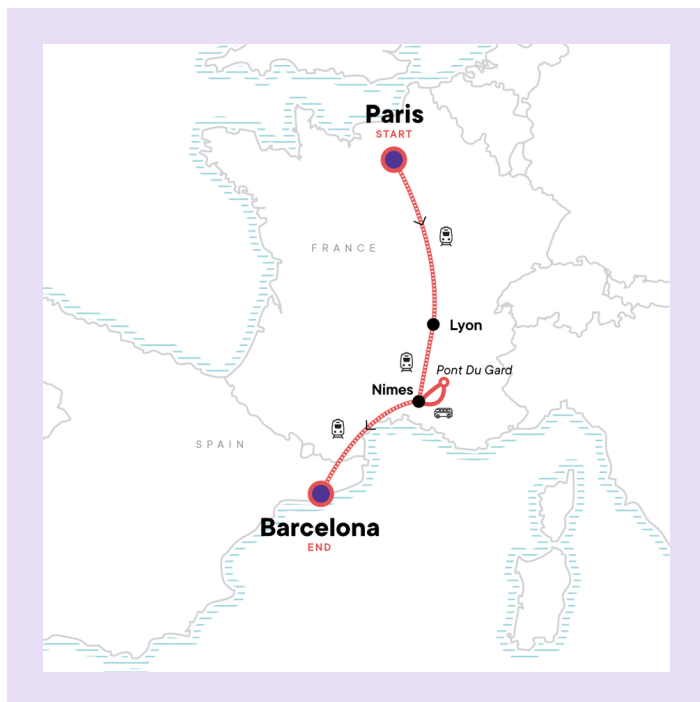 Paris
START
FRANCE
Lyon
Pont Du Gard
Nimes
SPAIN
Barcelona
END